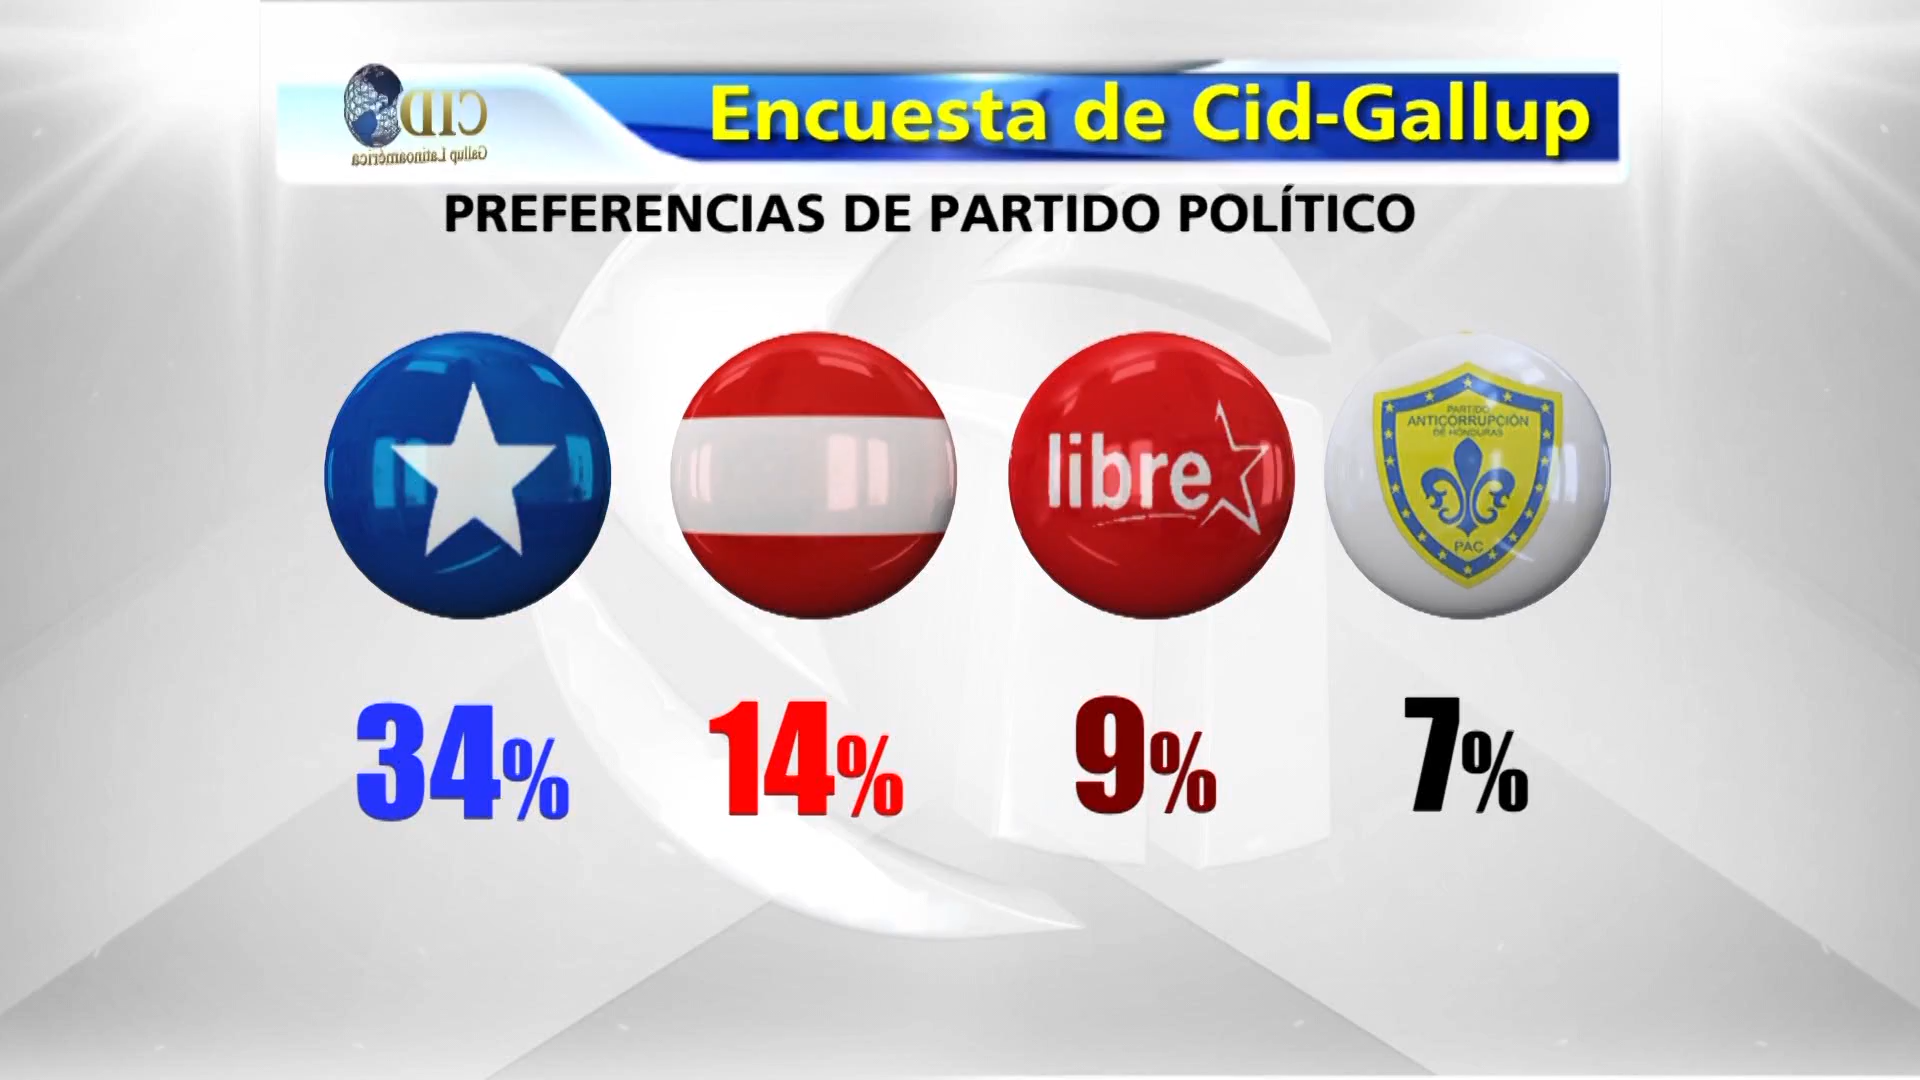 CID
Gallup Latinoamérica
Encuesta de Cid-Gallup
PREFERENCIAS DE PARTIDO POLÍTICO
libre
PARTIDO
ANTICORRUPCIÓN
DE HONDURAS
PAC
34%
14%
9%
7%